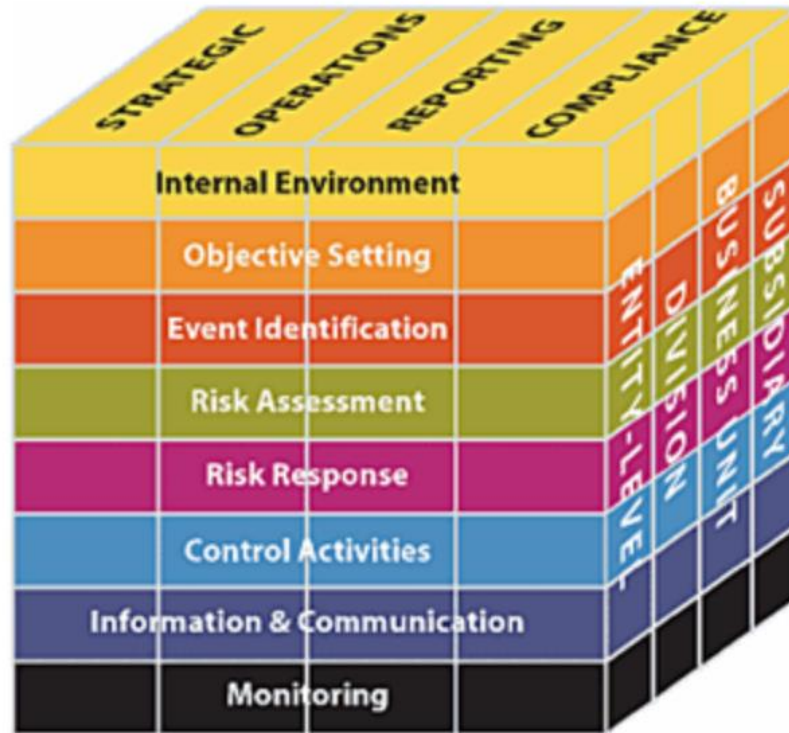 STRATEGIC
OPERATIONS
REPORTING
COMPLIANCE
Internal Environment
Objective Setting
Event Identification
Risk Assessment
Risk Response
Control Activities
Information & Communication
Monitoring
ENTITY-LEVEL
DIVISION
BUSINESS UNIT
SUBSIDIARY